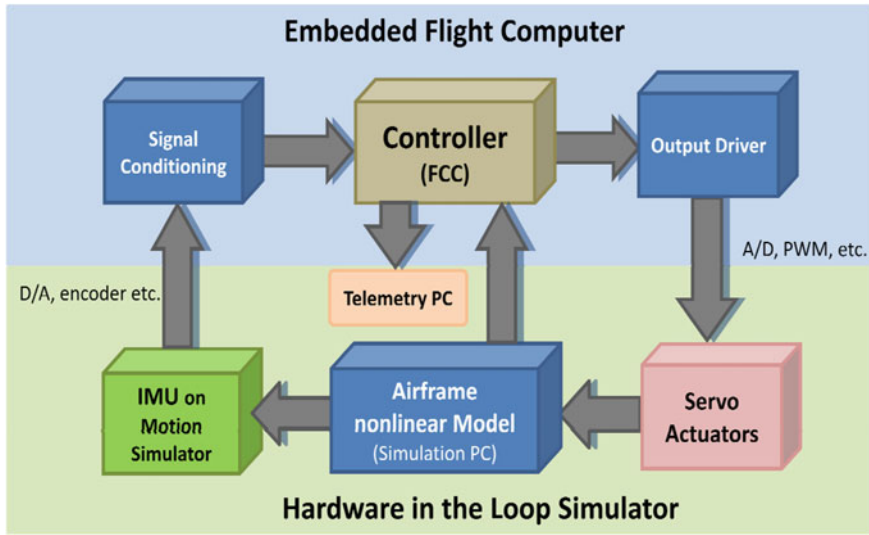 Embedded Flight Computer
Signal
Conditioning
Controller
(FCC)
Output Driver
D/A, encoder etc.
A/D, PWM, etc.
Telemetry PC
IMU on
Motion
Simulator
Airframe
nonlinear Model
(Simulation PC)
Servo
Actuators
Hardware in the Loop Simulator